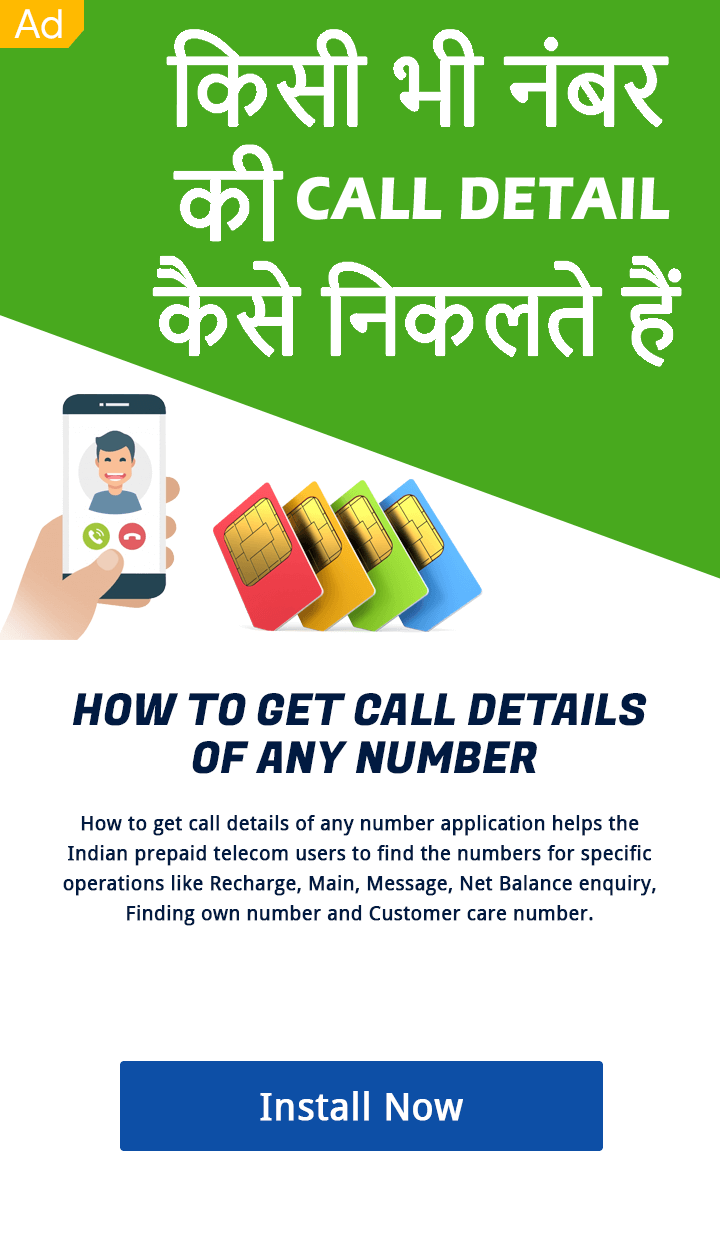 Ad
किसी भी नंबर
की CALL DETAIL
कैसे निकलते हैं
HOW TO GET CALL DETAILS
OF ANY NUMBER
How to get call details of any number application helps the
Indian prepaid telecom users to find the numbers for specific
operations like Recharge, Main, Message, Net Balance enquiry,
Finding own number and Customer care number.
Install Now